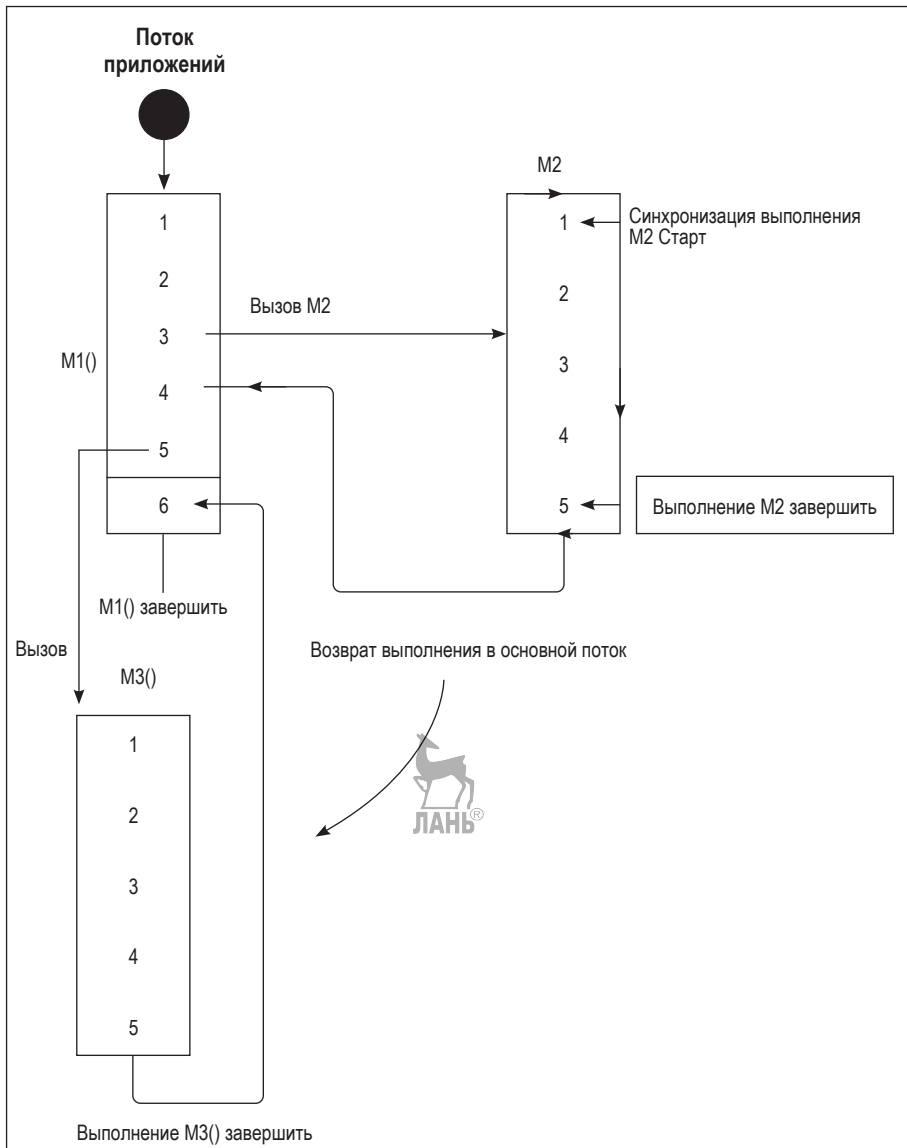 Поток
приложений
M1()
1
2
3
4
5
6
Вызов M2
M2
1
2
3
4
5
Синхронизация выполнения
M2 Старт
Выполнение M2 завершить
M1() завершить
Вызов
Возврат выполнения в основной поток
M3()
1
2
3
4
5
ЛАНЬ®
Выполнение M3() завершить